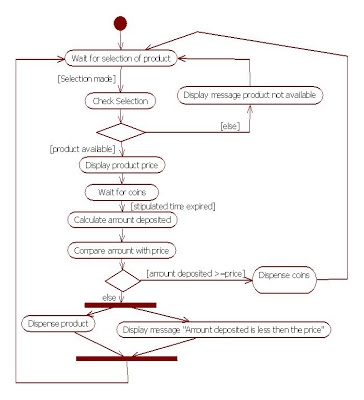 Wait for selection of product
[Selection made]
Check Selection
Display message product not available
[else]
[product available]
Display product price
Wait for coins
[stipulated time expired]
Calculate amount deposited
Compare amount with price
[amount deposited >=price]
Dispense coins
else
Dispense product
Display message "Amount deposited is less then the price"